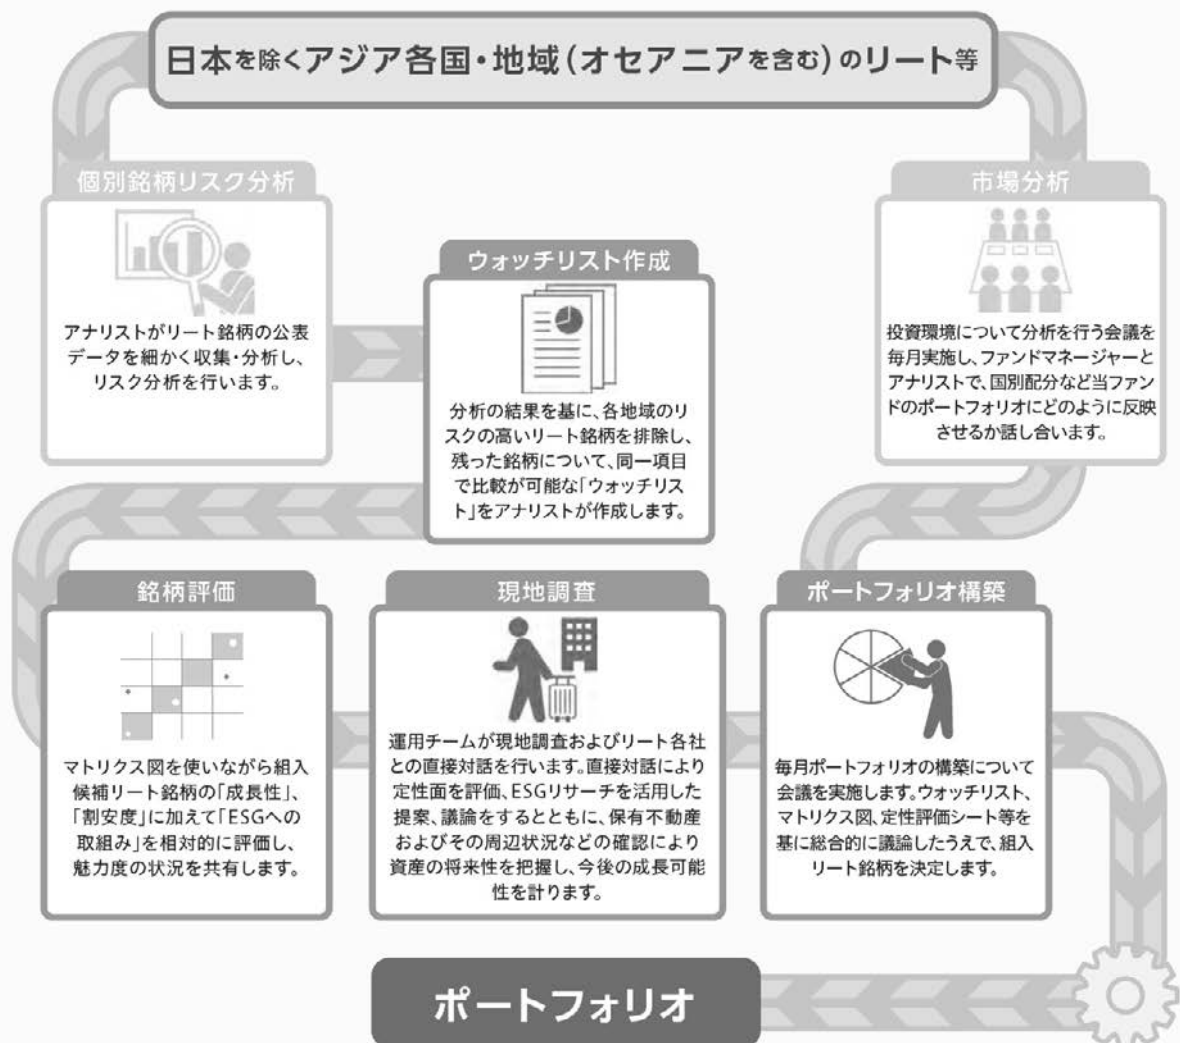 日本を除くアジア各国・地域(オセアニアを含む)のリート等
個別銘柄リスク分析
アナリストがリート銘柄の公表
データを細かく収集・分析し、
リスク分析を行います。
ウォッチリスト作成
分析の結果を基に、各地域のリ
スクの高いリート銘柄を排除し、
残った銘柄について、同一項目
で比較が可能な「ウォッチリス
ト」をアナリストが作成します。
市場分析
投資環境について分析を行う会議を
毎月実施し、ファンドマネージャーと
アナリストで、国別配分など当ファン
ドのポートフォリオにどのように反映
させるか話し合います。
銘柄評価
マトリクス図を使いながら組入
候補リート銘柄の「成長性」、
「割安度」に加えて「ESGへの
取組み」を相対的に評価し、
魅力度の状況を共有します。
現地調査
運用チームが現地調査およびリート各社
との直接対話を行います。直接対話により
定性面を評価、ESGリサーチを活用した
提案、議論をするとともに、保有不動産
およびその周辺状況などの確認により
資産の将来性を把握し、今後の成長可能
性を計ります。
ポートフォリオ構築
毎月ポートフォリオの構築について
会議を実施します。ウォッチリスト、
マトリクス図、定性評価シート等を
基に総合的に議論したうえで、組入
リート銘柄を決定します。
ポートフォリオ